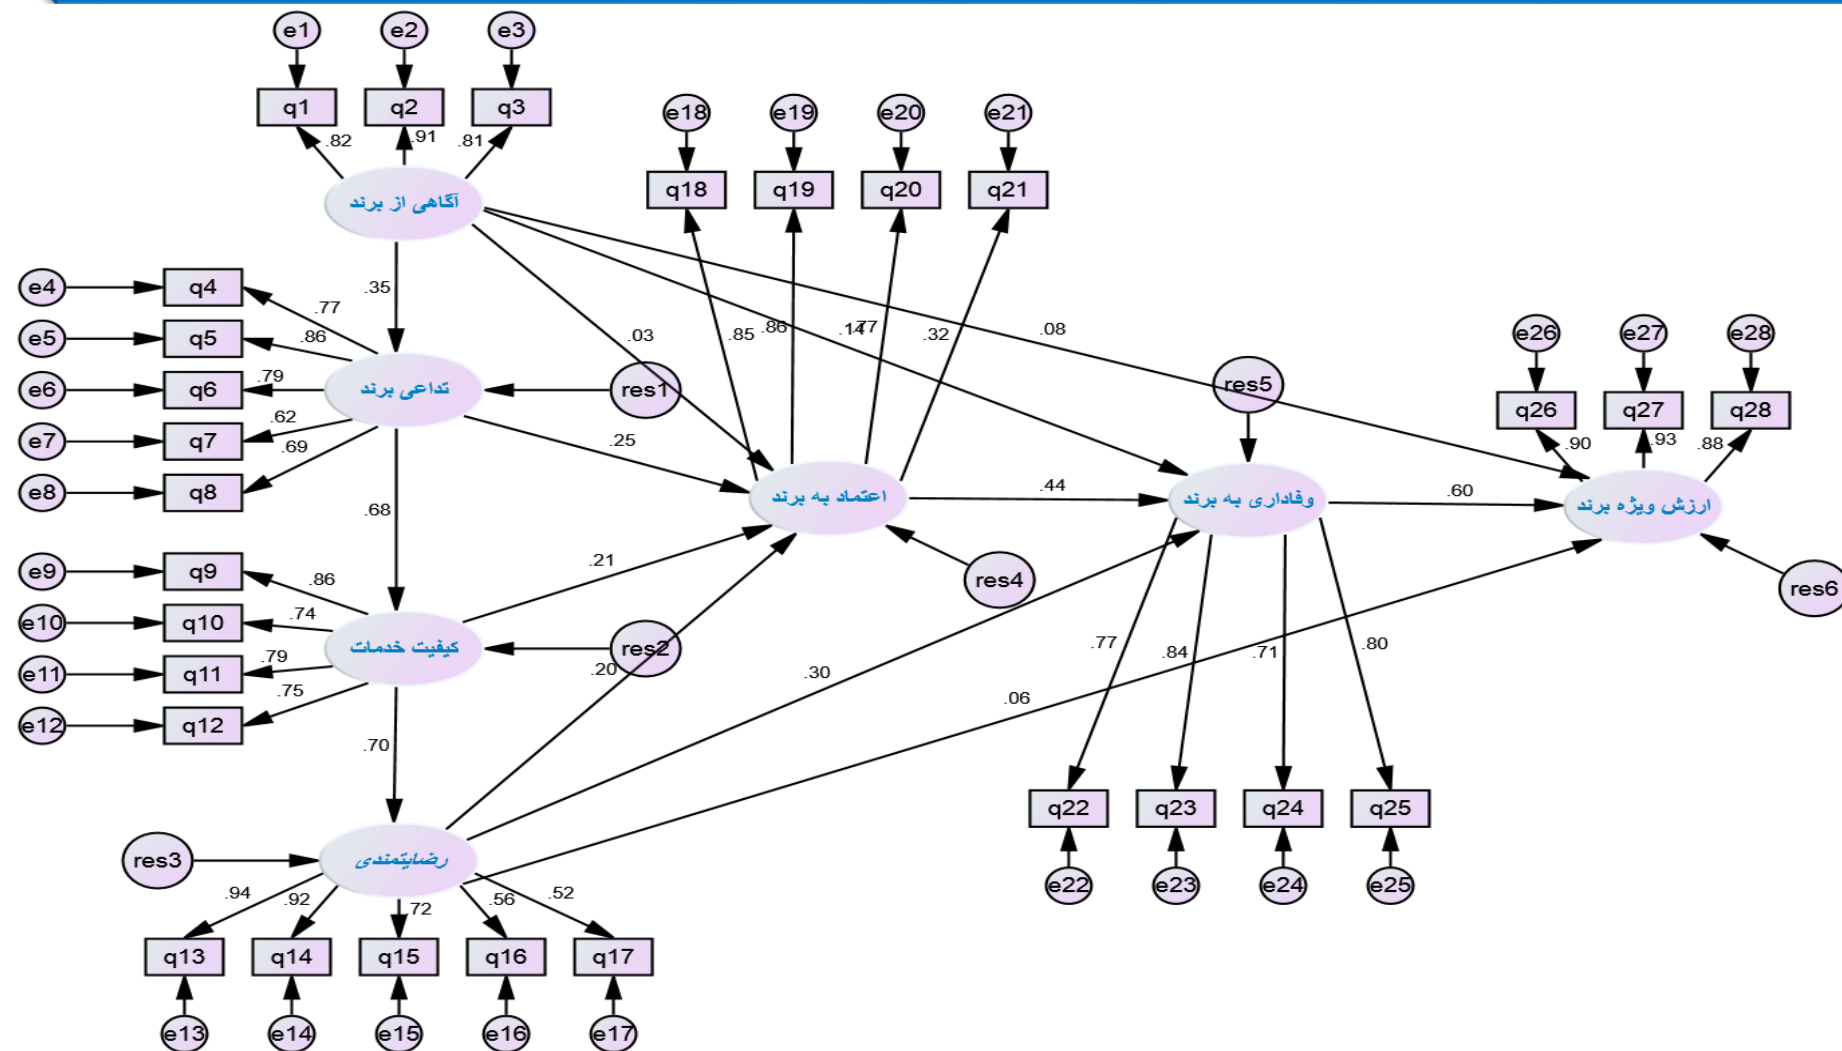 e1 e2 e3
q1 q2 q3
.82 .91 .81
e18 e19 e20 e21
q18 q19 q20 q21
آگاهی از برند
e4 q4 .77 .35
e5 q5 .86
.03 .85 .86 .14 .77 .32 .08
e6 q6 .79
تداعی برند
res1
res5
e7 q7 .62
e8 q8 .69
.25
e26 e27 e28
q26 q27 q28
.90 .93 .88
.68
اعتماد به برند
.44
وفاداری به برند
.60
ارزش ویژه برند
e9 q9 .86
.21
res4
res6
e10 q10 .74
e11 q11 .79
کیفیت خدمات
res2
.20
.30
.06
.77 .84 .71 .80
e12 q12 .75
.70
q22 q23 q24 q25
e22 e23 e24 e25
res3
رضایتمندی
.94 .92 .72 .56 .52
q13 q14 q15 q16 q17
e13 e14 e15 e16 e17